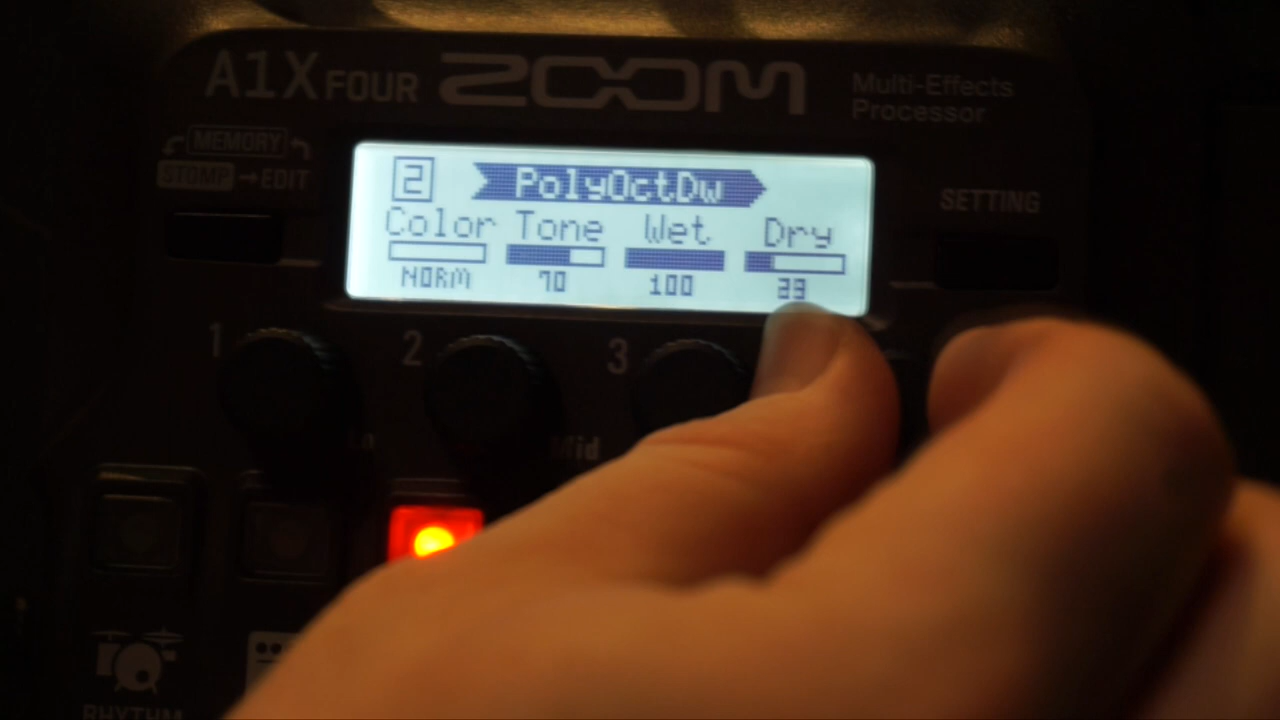 A1X FOUR ZOOM Multi-Effects
Processor
MEMORY
STOMP →EDIT
SETTING
2 PolyOctDw
Color Tone Wet Dry
NORM 70 100
1 2 3
Mid
RHYTHM